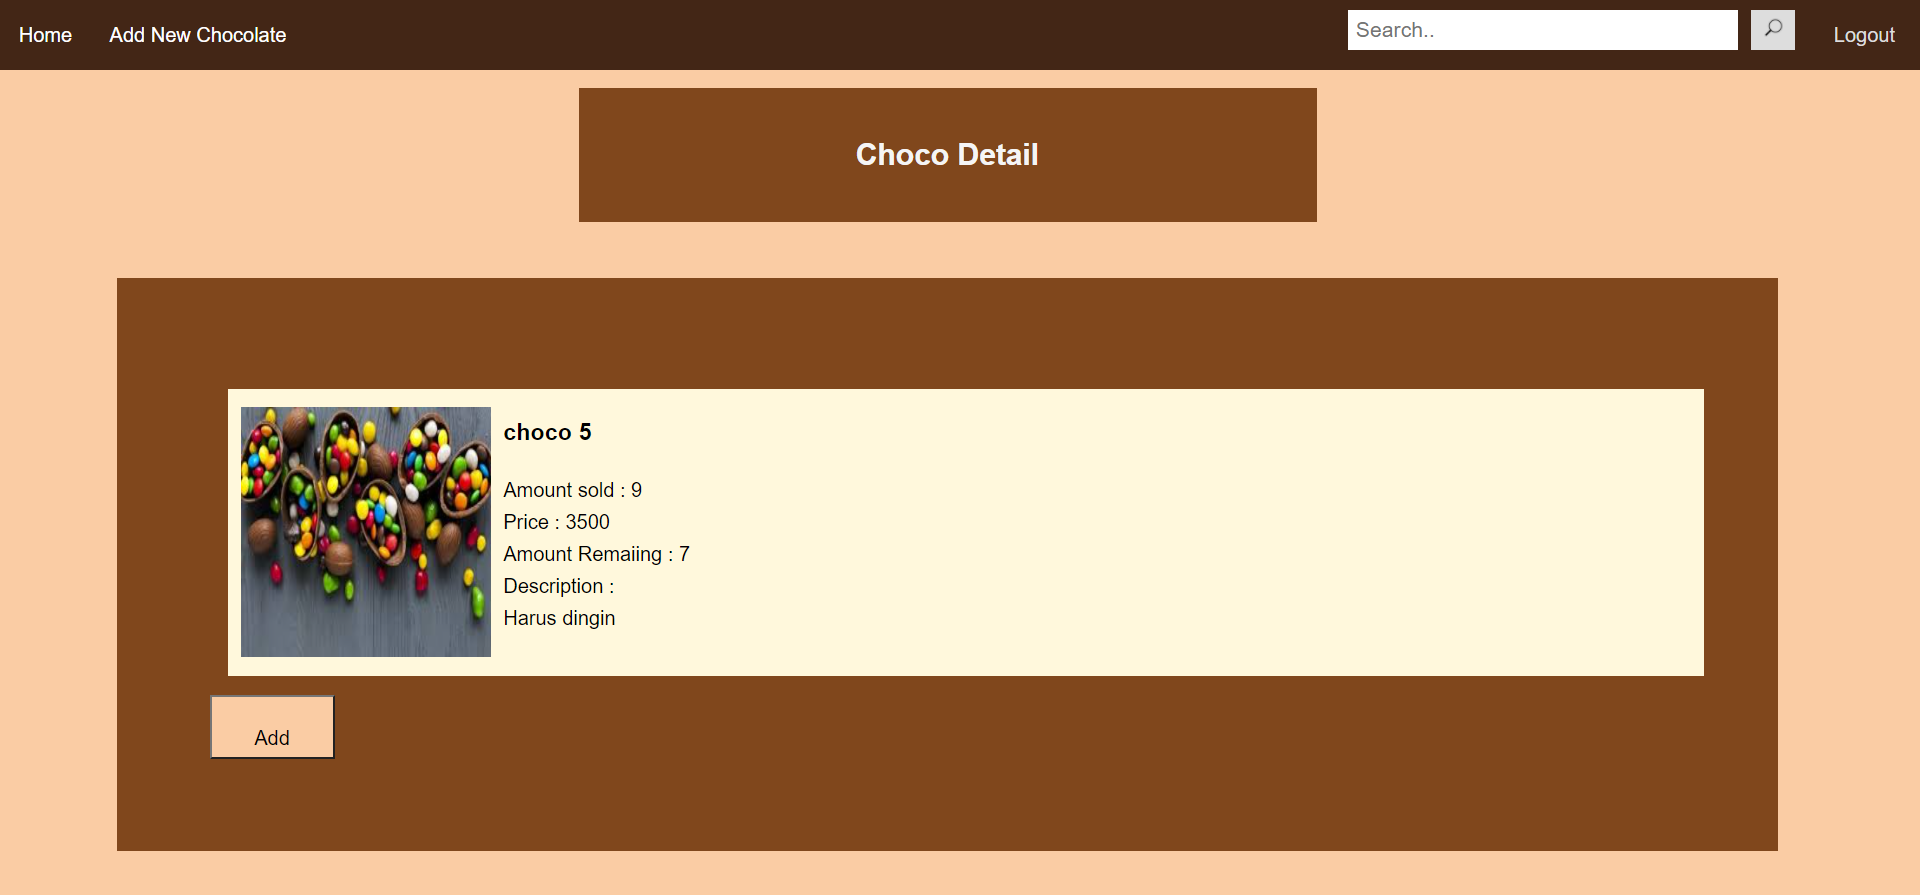 Home Add New Chocolate Search.. Logout
Choco Detail
choco 5
Amount sold : 9
Price : 3500
Amount Remaiing : 7
Description :
Harus dingin
Add